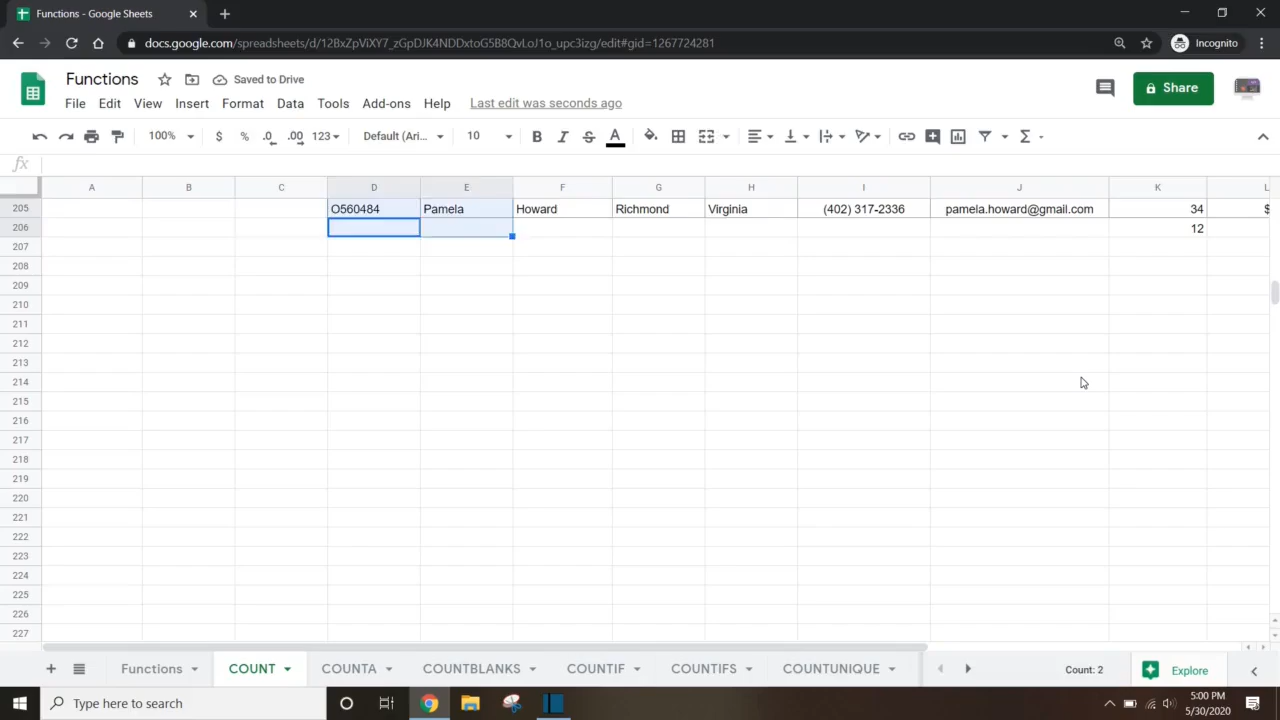 Functions - Google Sheets
docs.google.com/spreadsheets/d/12BxZpViXY7_zGpDJK4NDDxtoG5B8QvLoJ1o_upc3izg/edit#gid=1267724281
Incognito
Functions
Saved to Drive
File Edit View Insert Format Data Tools Add-ons Help Last edit was seconds ago
Share
100% $ % .0 .00 123 Default (Ari... 10 B I S A Σ
fx
A B C D E F G H I J K L
205 O560484 Pamela Howard Richmond Virginia (402) 317-2336 pamela.howard@gmail.com 34 $
206 12
207
208
209
210
211
212
213
214
215
216
217
218
219
220
221
222
223
224
225
226
227
Functions COUNT COUNTA COUNTBLANKS COUNTIF COUNTIFS COUNTUNIQUE Count: 2 Explore
Type here to search
5:00 PM
5/30/2020